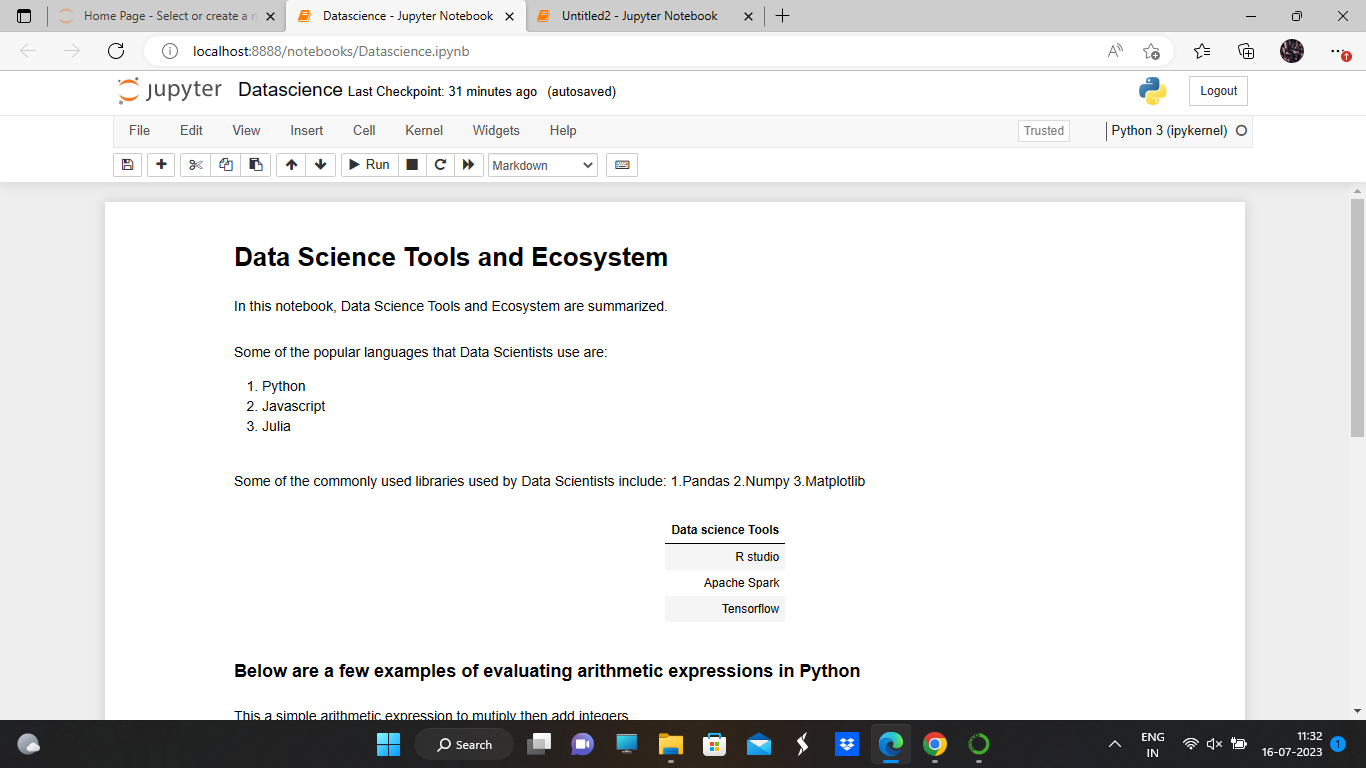 Home Page - Select or create a n
Datascience - Jupyter Notebook
Untitled2 - Jupyter Notebook
localhost:8888/notebooks/Datascience.ipynb
jupyter Datascience Last Checkpoint: 31 minutes ago (autosaved)
Logout
File Edit View Insert Cell Kernel Widgets Help
Trusted
Python 3 (ipykernel)
Run
Markdown
Data Science Tools and Ecosystem
In this notebook, Data Science Tools and Ecosystem are summarized.
Some of the popular languages that Data Scientists use are:
1. Python
2. Javascript
3. Julia
Some of the commonly used libraries used by Data Scientists include: 1.Pandas 2.Numpy 3.Matplotlib
Data science Tools
R studio
Apache Spark
Tensorflow
Below are a few examples of evaluating arithmetic expressions in Python
This a simple arithmetic expression to mutiply then add integers
Search
ENG
IN
11:32
16-07-2023
1